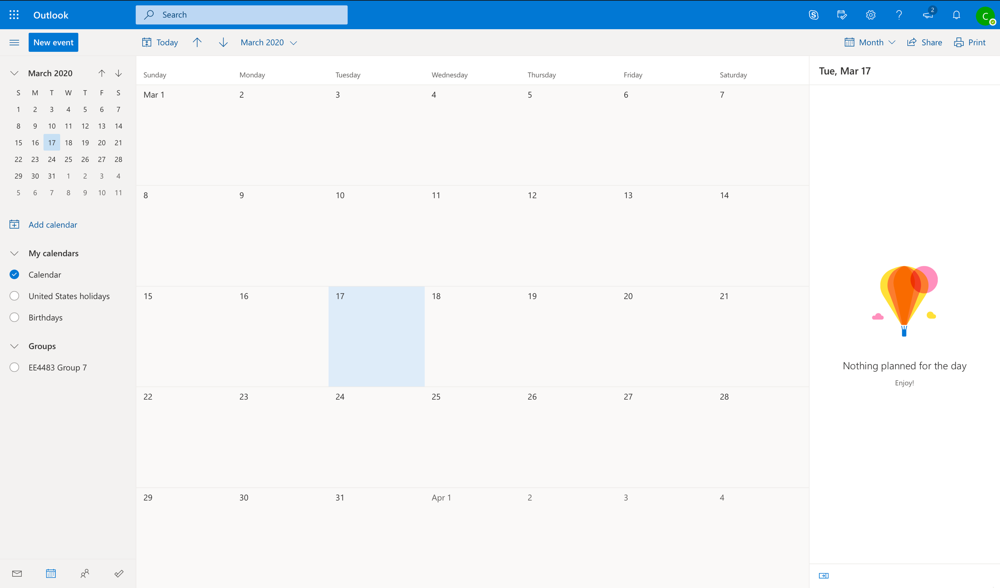 Outlook
Search
2
C
New event
Today
March 2020
Month
Share
Print
March 2020
S M T W T F S
1 2 3 4 5 6 7
8 9 10 11 12 13 14
15 16 17 18 19 20 21
22 23 24 25 26 27 28
29 30 31 1 2 3 4
5 6 7 8 9 10 11
Add calendar
My calendars
Calendar
United States holidays
Birthdays
Groups
EE4483 Group 7
Sunday Monday Tuesday Wednesday Thursday Friday Saturday
Mar 1 2 3 4 5 6 7
8 9 10 11 12 13 14
15 16 17 18 19 20 21
22 23 24 25 26 27 28
29 30 31 Apr 1 2 3 4
Tue, Mar 17
Nothing planned for the day
Enjoy!